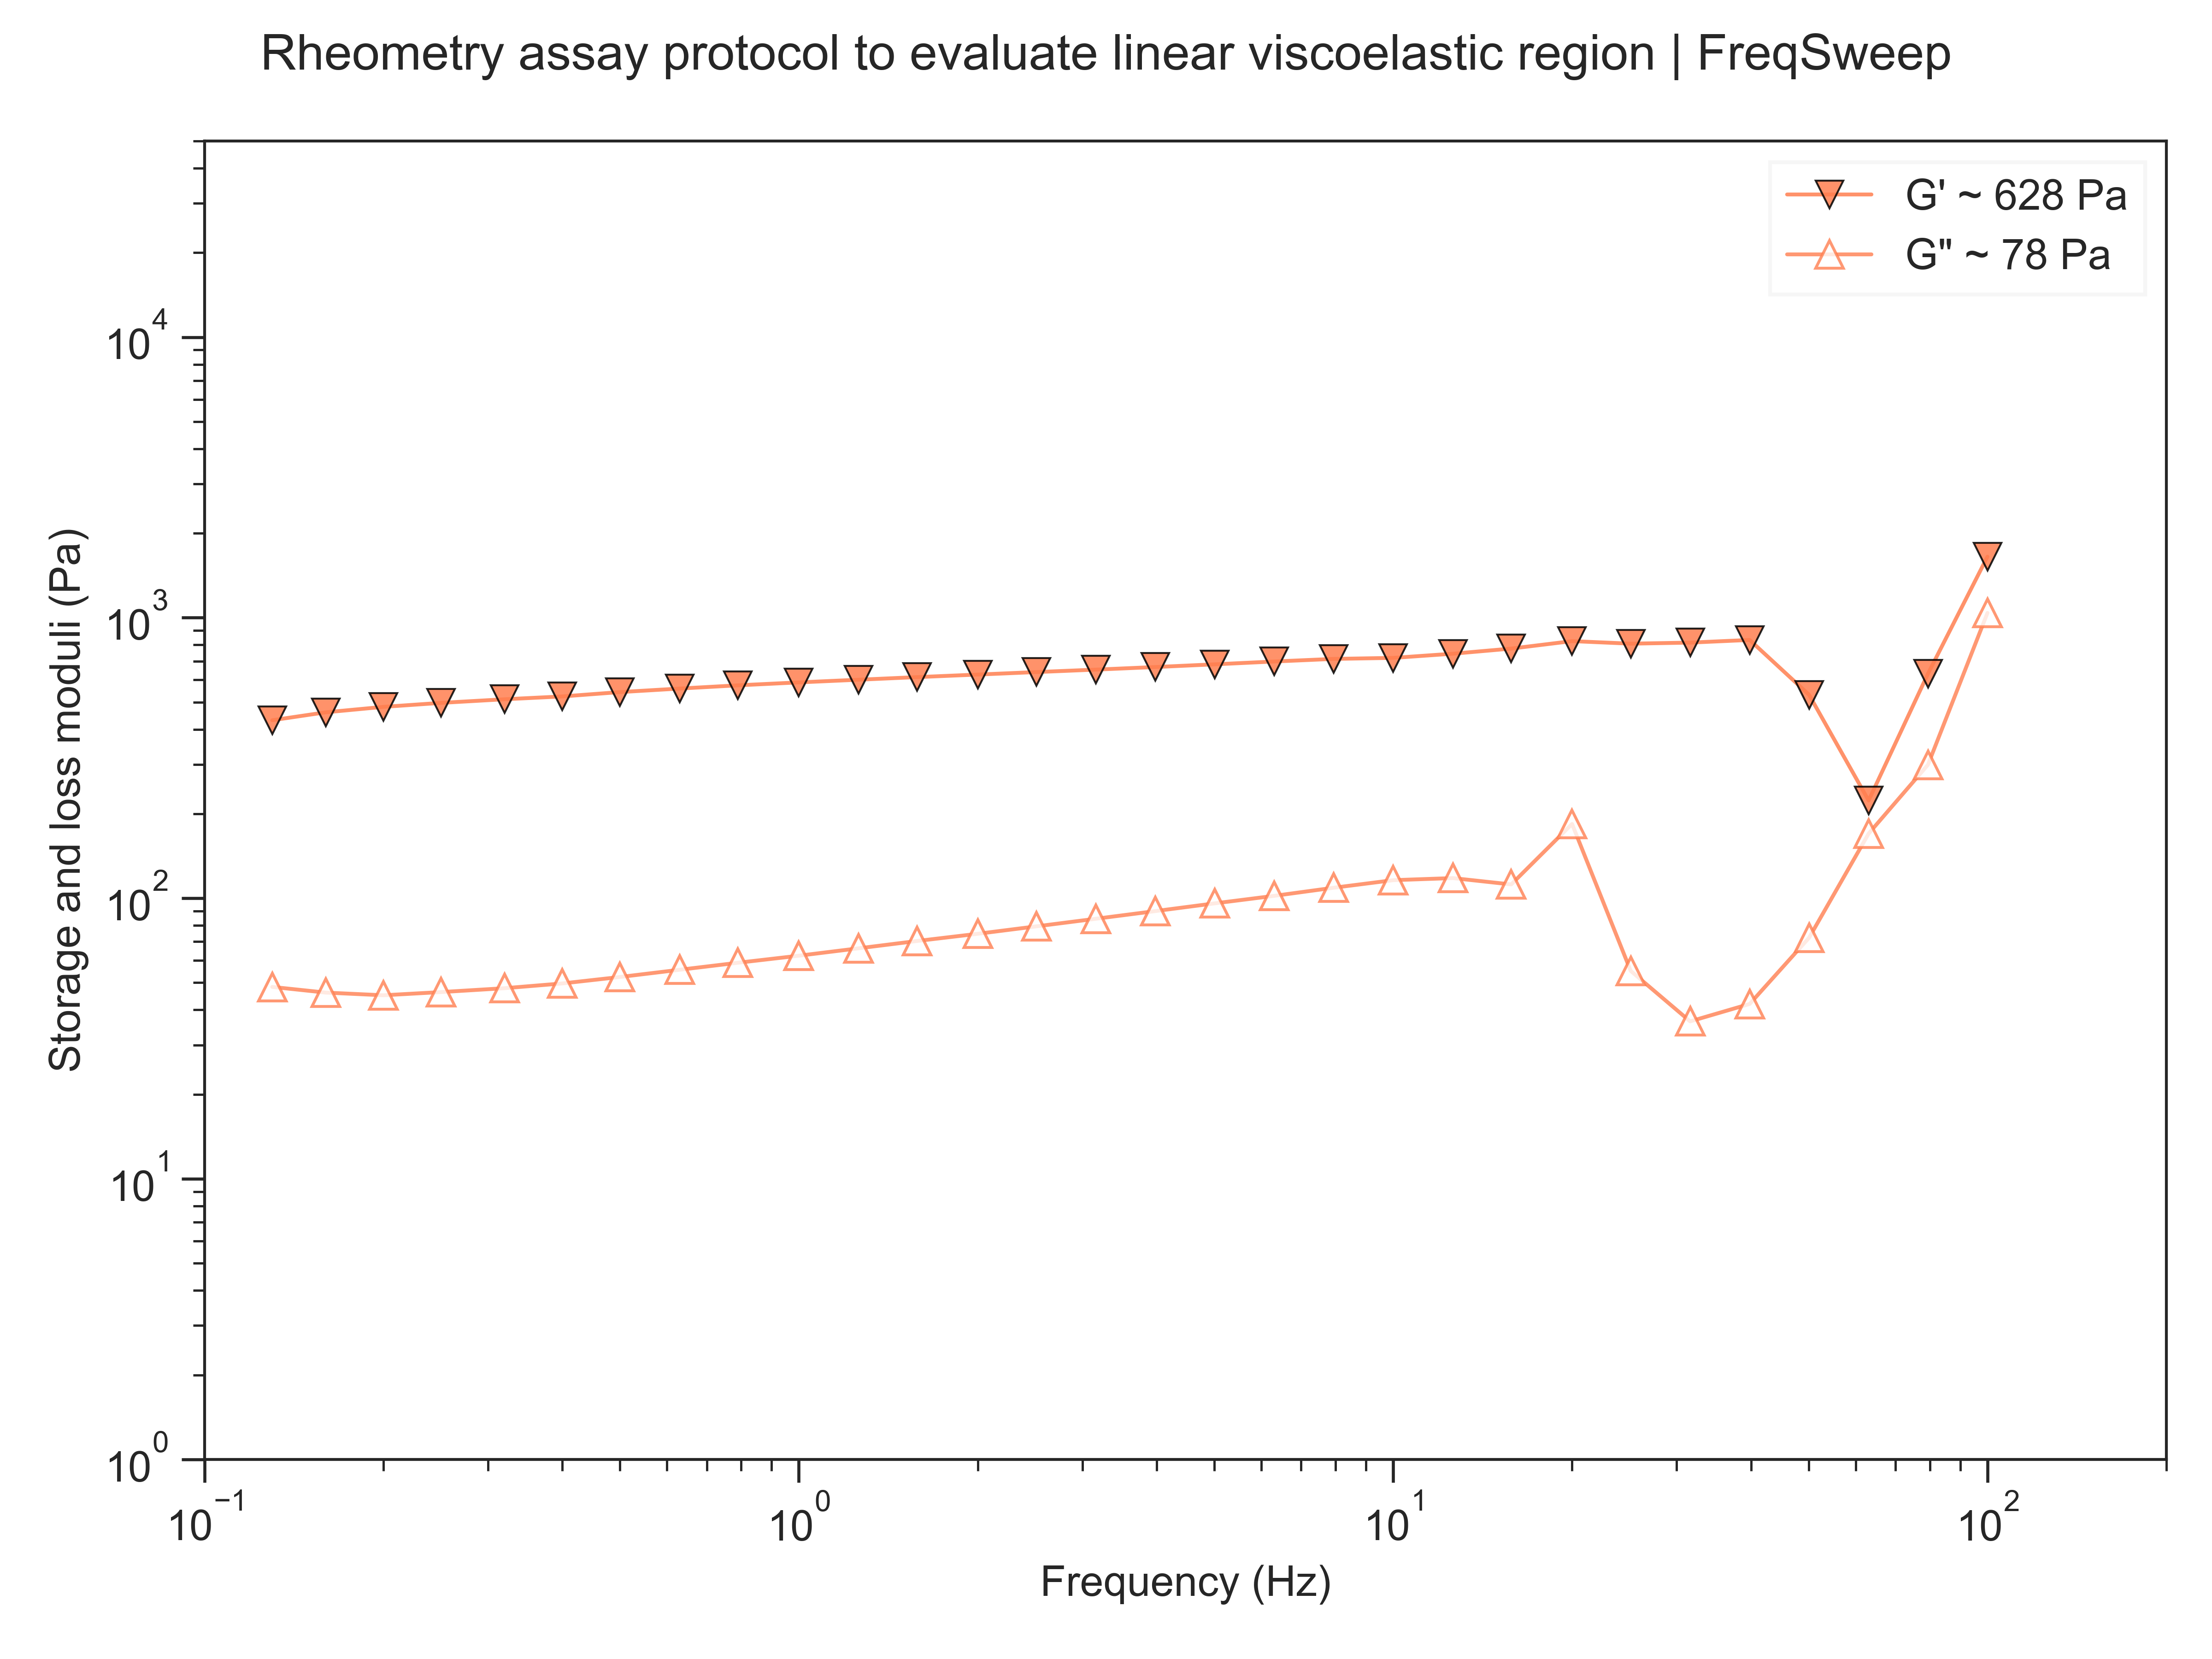 Rheometry assay protocol to evaluate linear viscoelastic region | FreqSweep
G' ~ 628 Pa
G" ~ 78 Pa
Storage and loss moduli (Pa)
10^4
10^3
10^2
10^1
10^0
10^−1
10^0
10^1
10^2
Frequency (Hz)